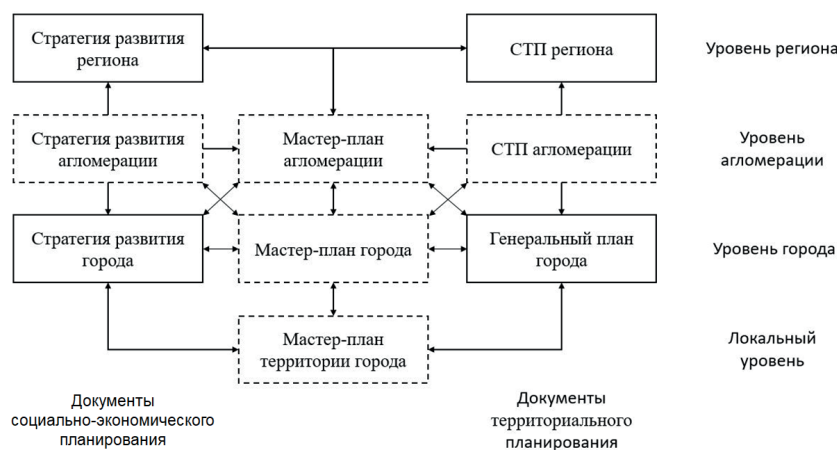 Стратегия развития
региона
СТП региона
Уровень региона
Стратегия развития
агломерации
Мастер-план
агломерации
СТП агломерации
Уровень
агломерации
Стратегия развития
города
Мастер-план города
Генеральный план
города
Уровень города
Мастер-план
территории города
Локальный
уровень
Документы
социально-экономического
планирования
Документы
территориального
планирования